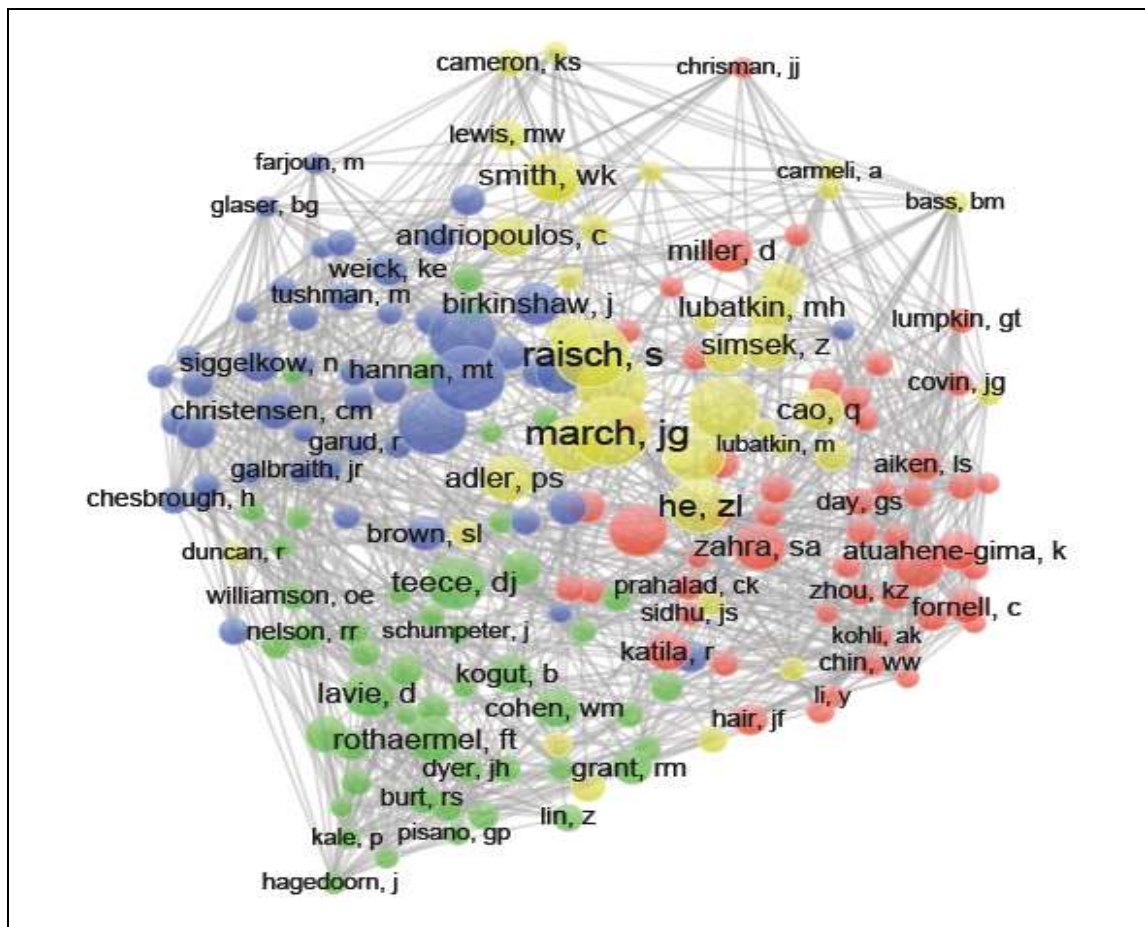 cameron, ks
chrisman, jj
lewis, mw
farjoun, m
smith, wk
carmeli, a
glaser, bg
bass, bm
andriopoulos, c
miller, d
weick, ke
tushman, m
birkinshaw, j
lubatkin, mh
lumpkin, gt
siggelkow, n
hannan, mt
raisch, s
simsek, z
covin, jg
christensen, cm
cao, q
garud, r
march, jg
lubatkin, m
galbraith, jr
adler, ps
aiken, ls
chesbrough, h
he, zl
day, gs
duncan, r
brown, sl
zahra, sa
atuahene-gima, k
teece, dj
prahalad, ck
zhou, kz
williamson, oe
sidhu, js
fornell, c
nelson, rr
schumpeter, j
katila, r
kohli, ak
chin, ww
lavie, d
kogut, b
li, y
cohen, wm
hair, jf
rothaermel, ft
dyer, jh
grant, rm
burt, rs
lin, z
kale, p
pisano, gp
hagedoorn, j